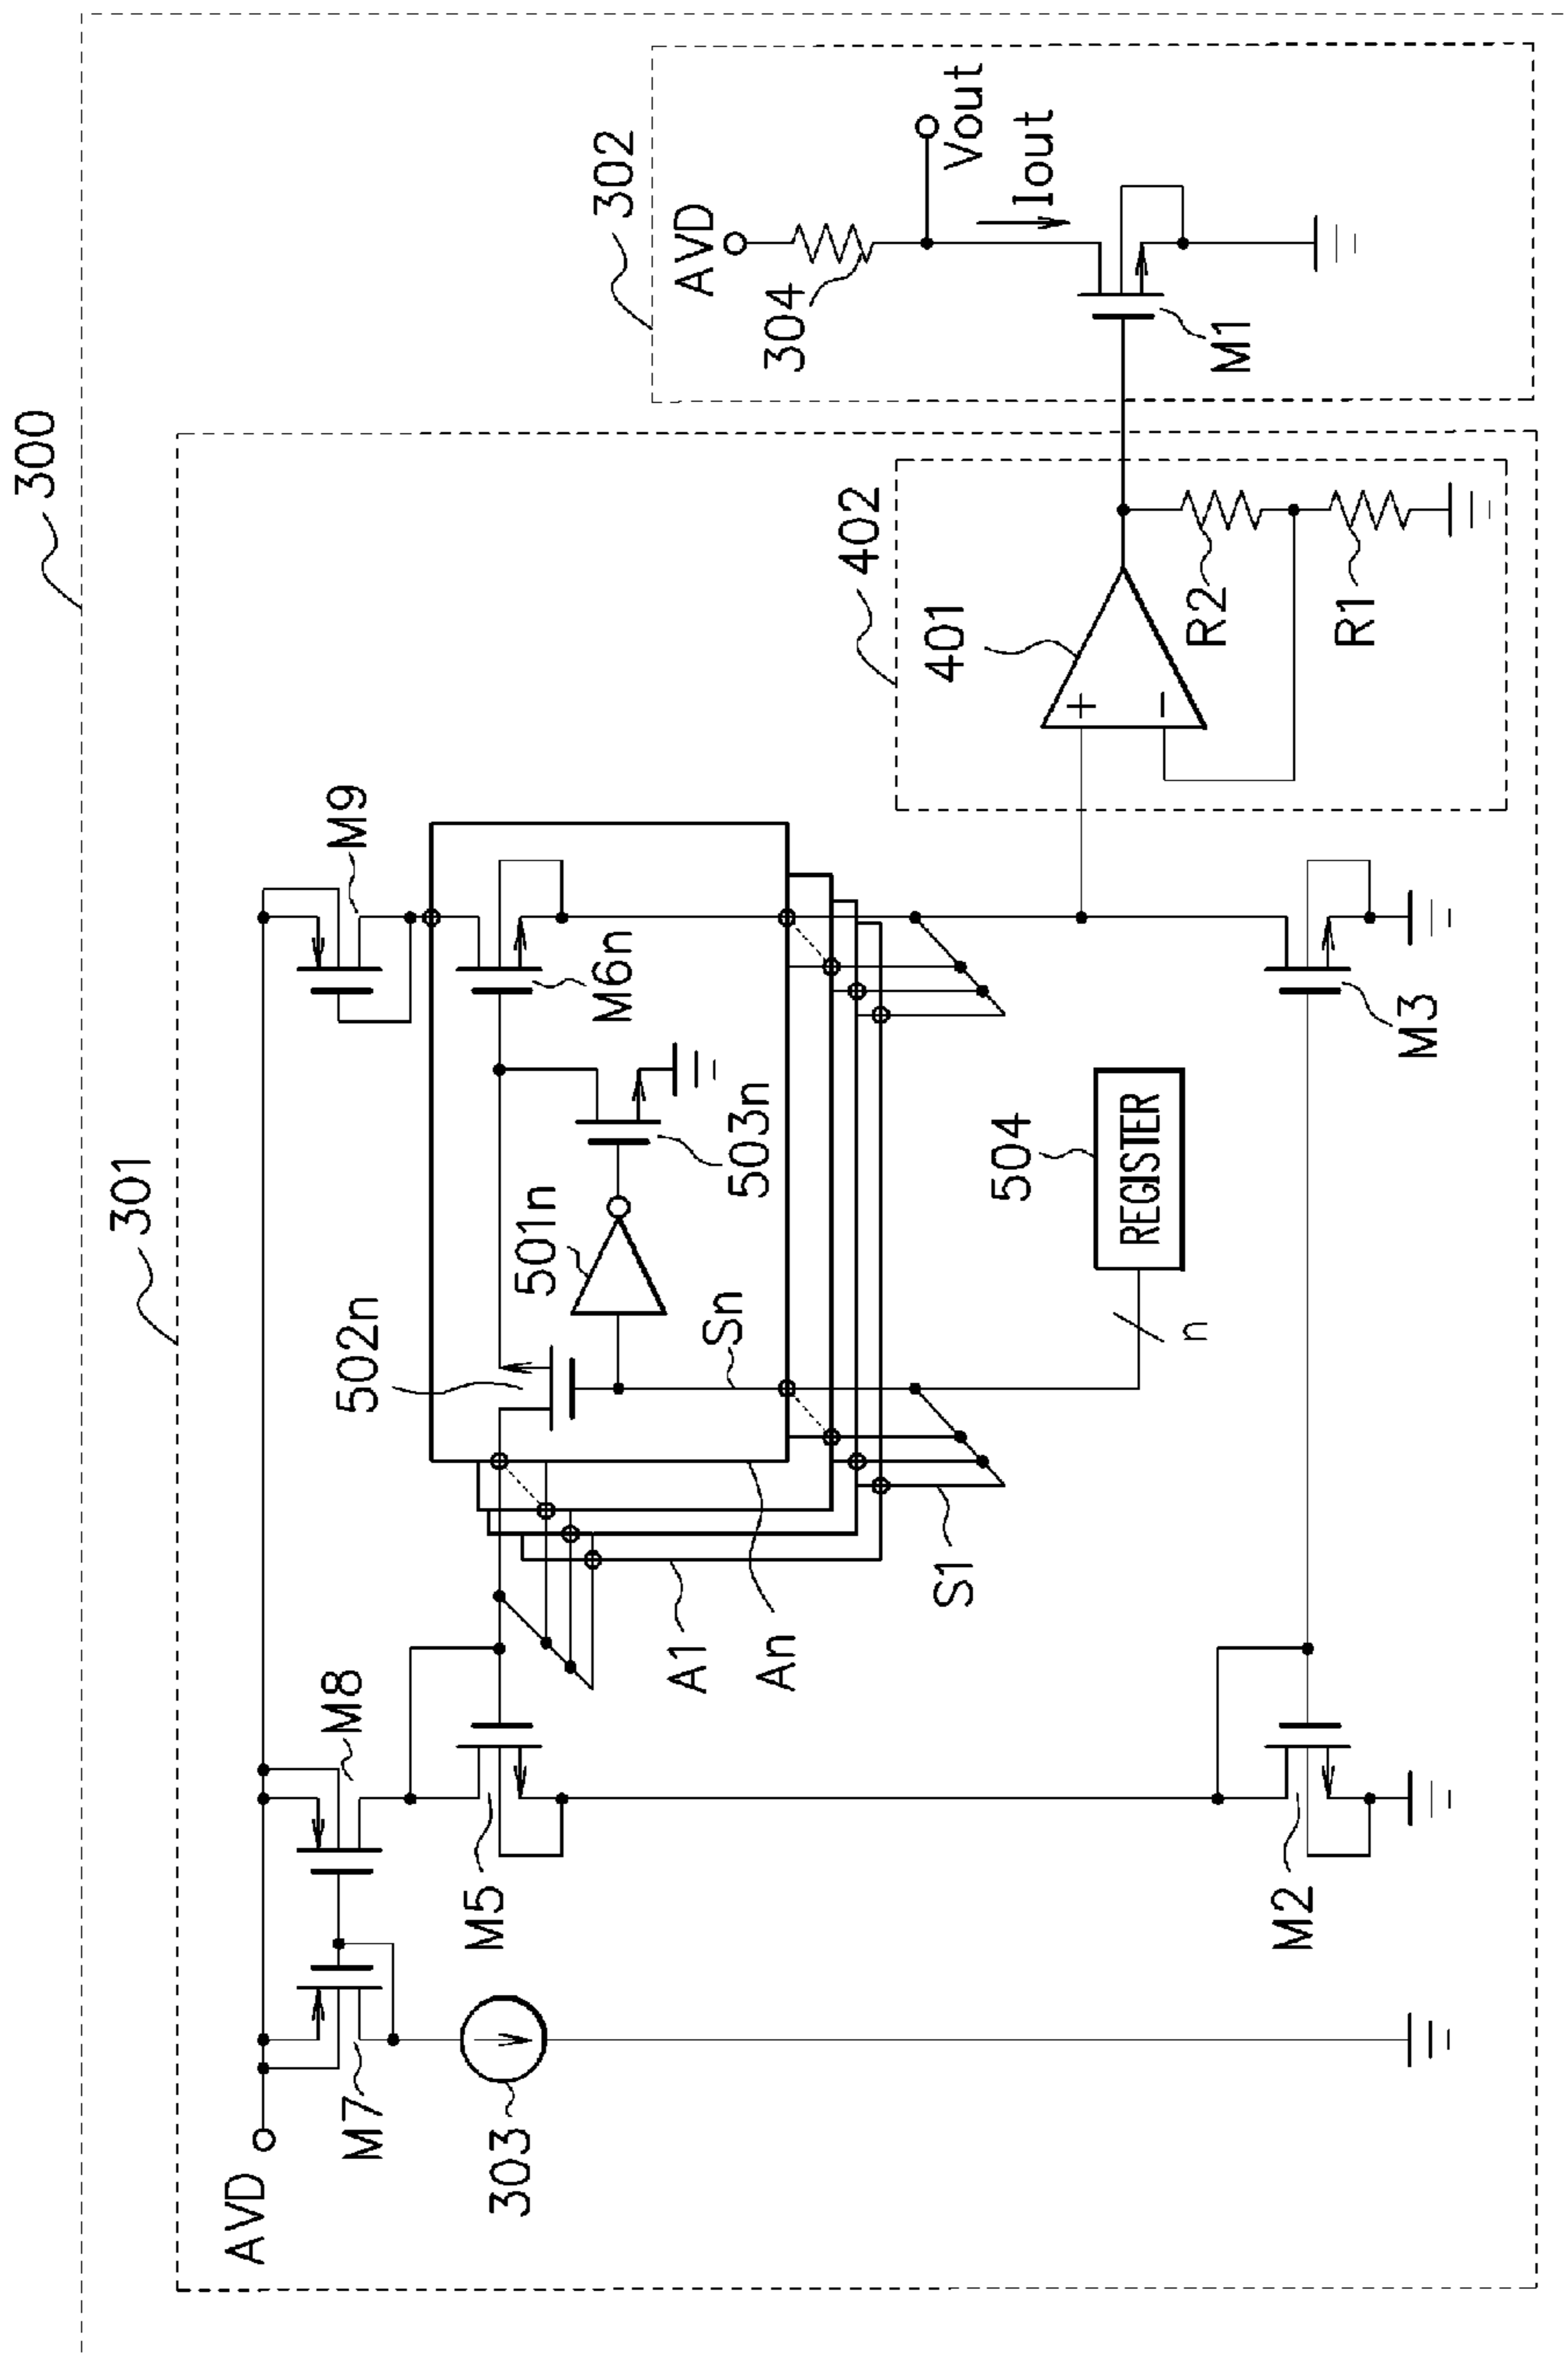 300
301
302
AVD
M7
303
M8
M5
M9
M6n
502n
501n
503n
Sn
A1
An
S1
504
REGISTER
n
M2
M3
402
401
+
−
R2
R1
AVD
304
Vout
Iout
M1